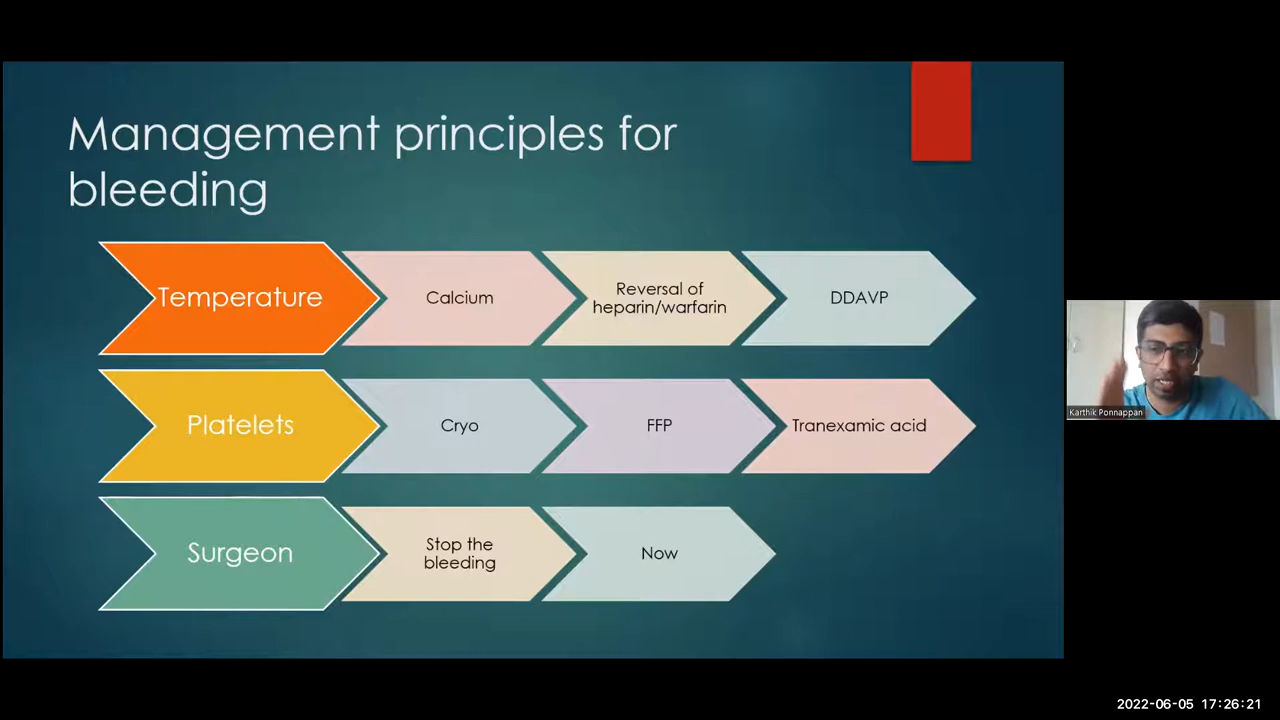 Management principles for
bleeding
Temperature
Calcium
Reversal of
heparin/warfarin
DDAVP
Platelets
Cryo
FFP
Tranexamic acid
Surgeon
Stop the
bleeding
Now
Karthik Ponnappan
2022-06-05 17:26:21